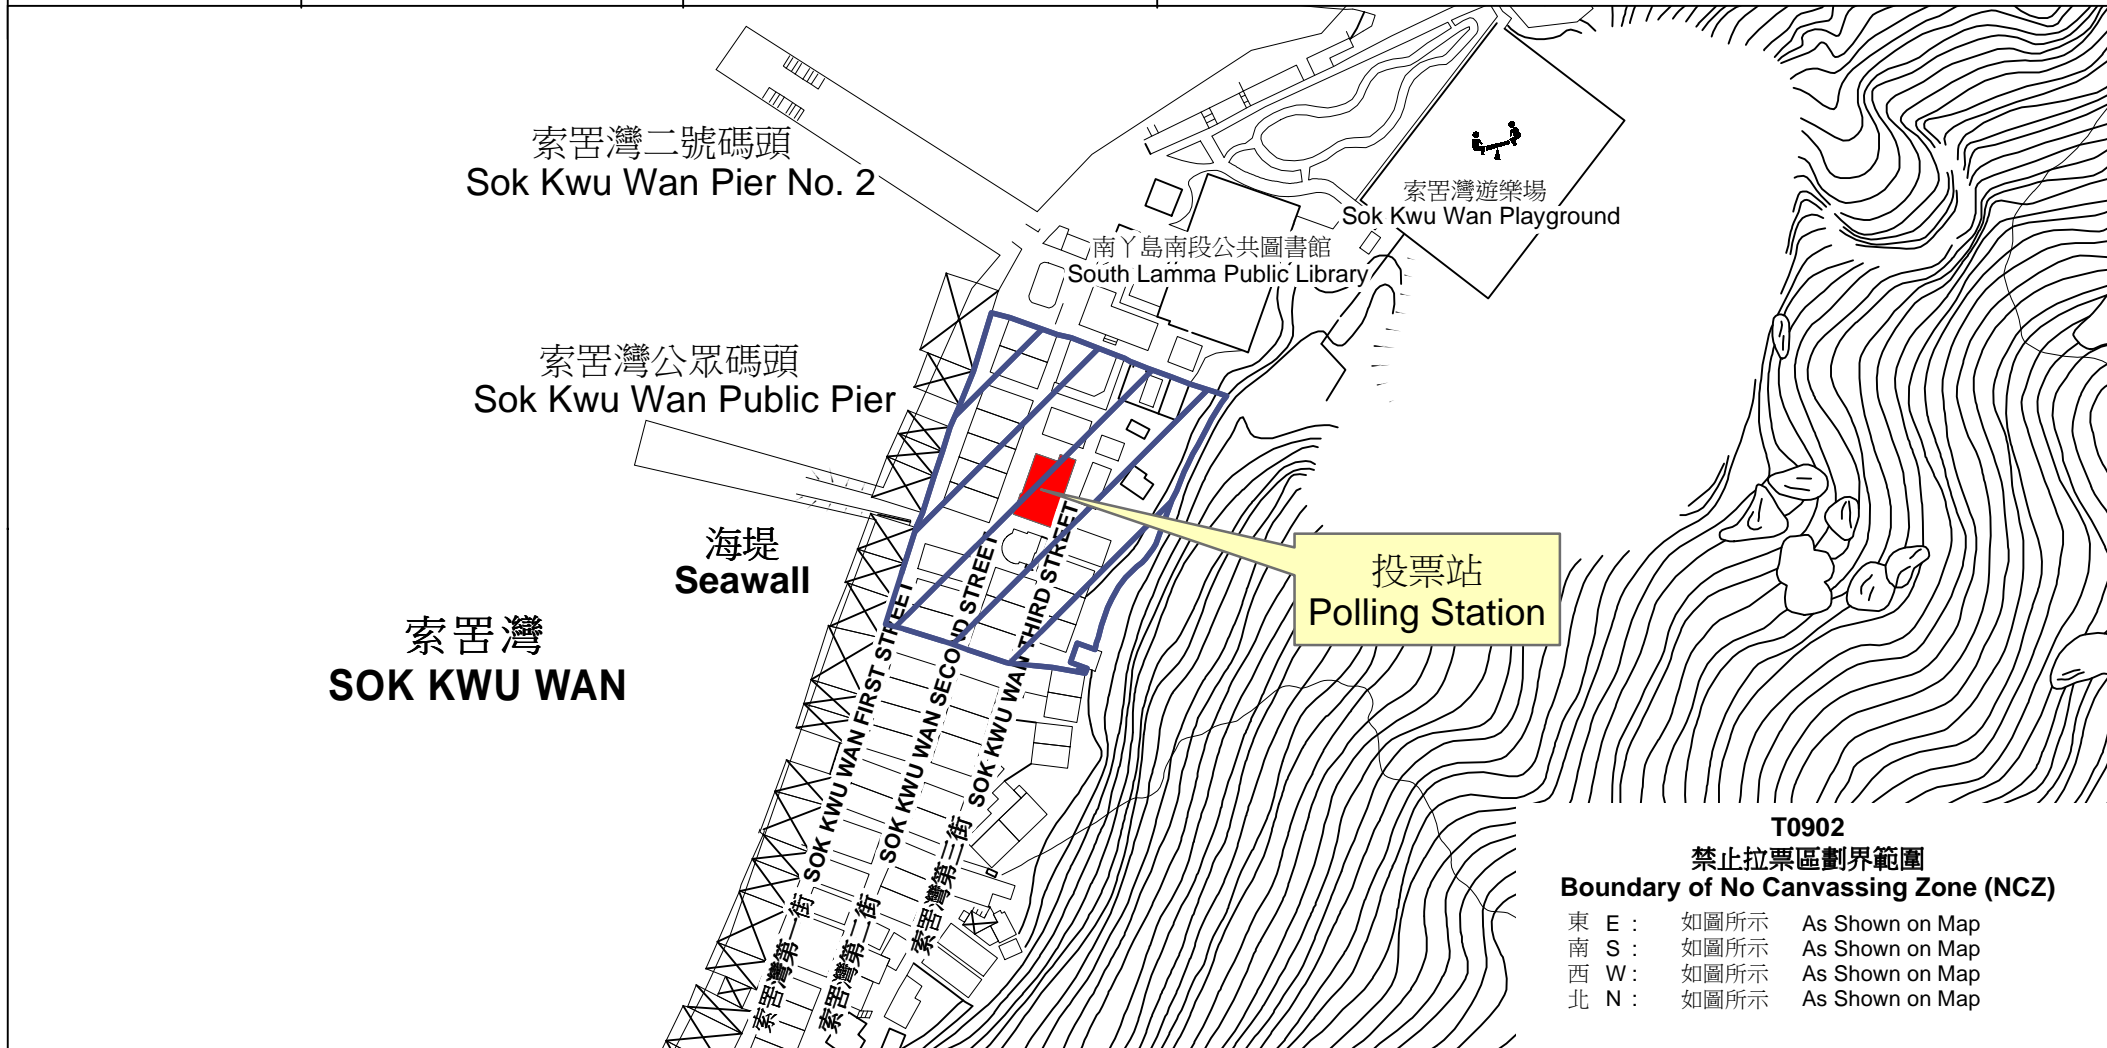 索罟灣二號碼頭
Sok Kwu Wan Pier No. 2
索罟灣遊樂場
Sok Kwu Wan Playground
南丫島南段公共圖書館
South Lamma Public Library
索罟灣公眾碼頭
Sok Kwu Wan Public Pier
海堤
Seawall
投票站
Polling Station
索罟灣
SOK KWU WAN
SOK KWU WAN FIRST STREET
索罟灣第一街
SOK KWU WAN SECOND STREET
索罟灣第二街
SOK KWU WAN THIRD STREET
索罟灣第三街
T0902
禁止拉票區劃界範圍
Boundary of No Canvassing Zone (NCZ)
東 E : 如圖所示 As Shown on Map
南 S : 如圖所示 As Shown on Map
西 W : 如圖所示 As Shown on Map
北 N : 如圖所示 As Shown on Map